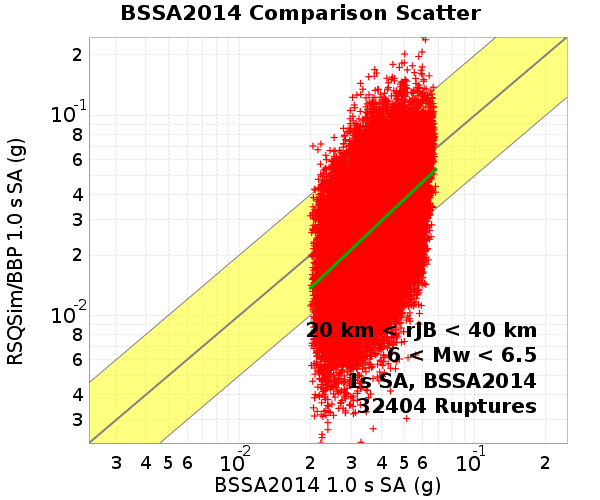 BSSA2014 Comparison Scatter
RSQSim/BBP 1.0 s SA (g)
2
10-1
8
6
4
3
2
10-2
8
6
4
3
20 km < rJB < 40 km
6 < Mw < 6.5
1s SA, BSSA2014
32404 Ruptures
3 4 5 6 10-2 2 3 4 5 6 10-1 2
BSSA2014 1.0 s SA (g)